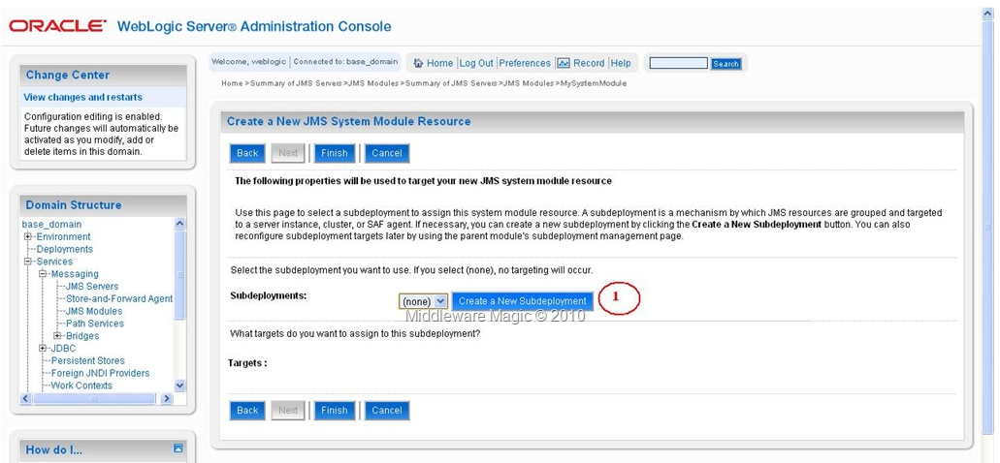 ORACLE WebLogic Server® Administration Console
Change Center
View changes and restarts
Configuration editing is enabled.
Future changes will automatically be
activated as you modify, add or
delete items in this domain.
Domain Structure
base_domain
Environment
Deployments
Services
Messaging
JMS Servers
Store-and-Forward Agent
JMS Modules
Path Services
Bridges
JDBC
Persistent Stores
Foreign JNDI Providers
Work Contexts
How do I...
Welcome, weblogic Connected to: base_domain Home Log Out Preferences Record Help Search
Home >Summary of JMS Servers >JMS Modules >Summary of JMS Servers >JMS Modules >MySystemModule
Create a New JMS System Module Resource
Back Next Finish Cancel
The following properties will be used to target your new JMS system module resource
Use this page to select a subdeployment to assign this system module resource. A subdeployment is a mechanism by which JMS resources are grouped and targeted
to a server instance, cluster, or SAF agent. If necessary, you can create a new subdeployment by clicking the Create a New Subdeployment button. You can also
reconfigure subdeployment targets later by using the parent module's subdeployment management page.
Select the subdeployment you want to use. If you select (none), no targeting will occur.
Subdeployments: (none) Create a New Subdeployment 1
Middleware Magic © 2010
What targets do you want to assign to this subdeployment?
Targets :
Back Next Finish Cancel